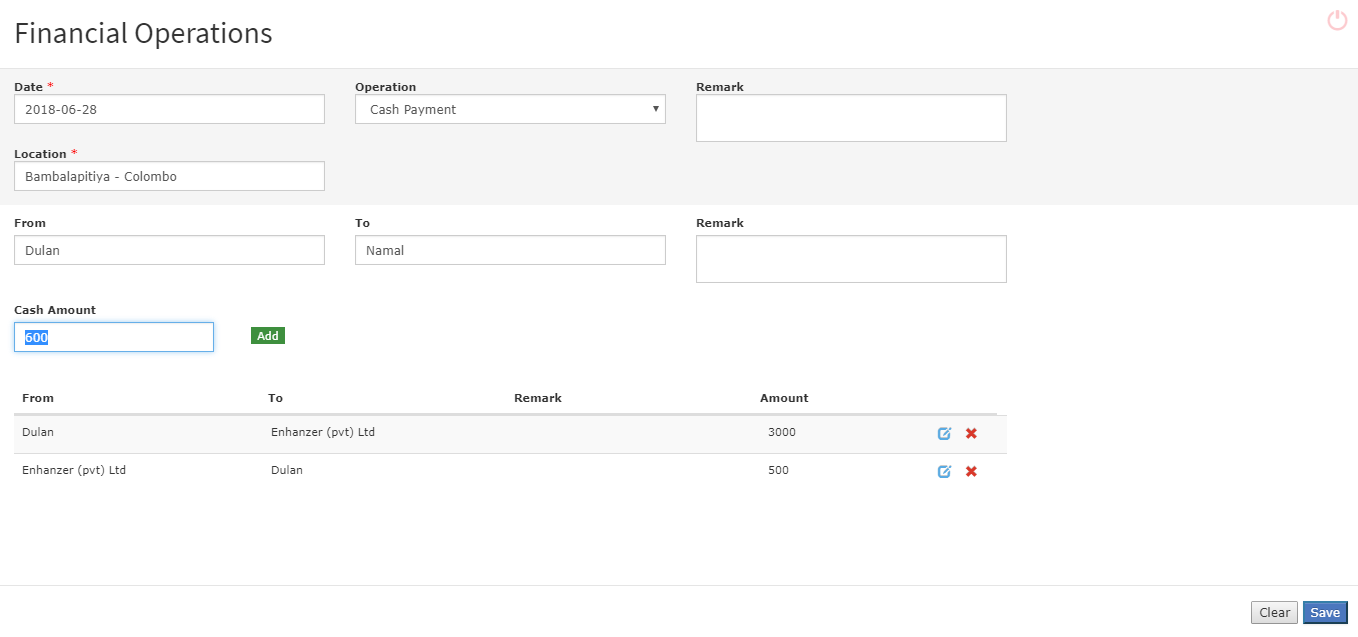 Financial Operations
Date * Operation Remark
2018-06-28 Cash Payment
Location *
Bambalapitiya - Colombo
From To Remark
Dulan Namal
Cash Amount
600 Add
From To Remark Amount
Dulan Enhanzer (pvt) Ltd 3000
Enhanzer (pvt) Ltd Dulan 500
Clear Save